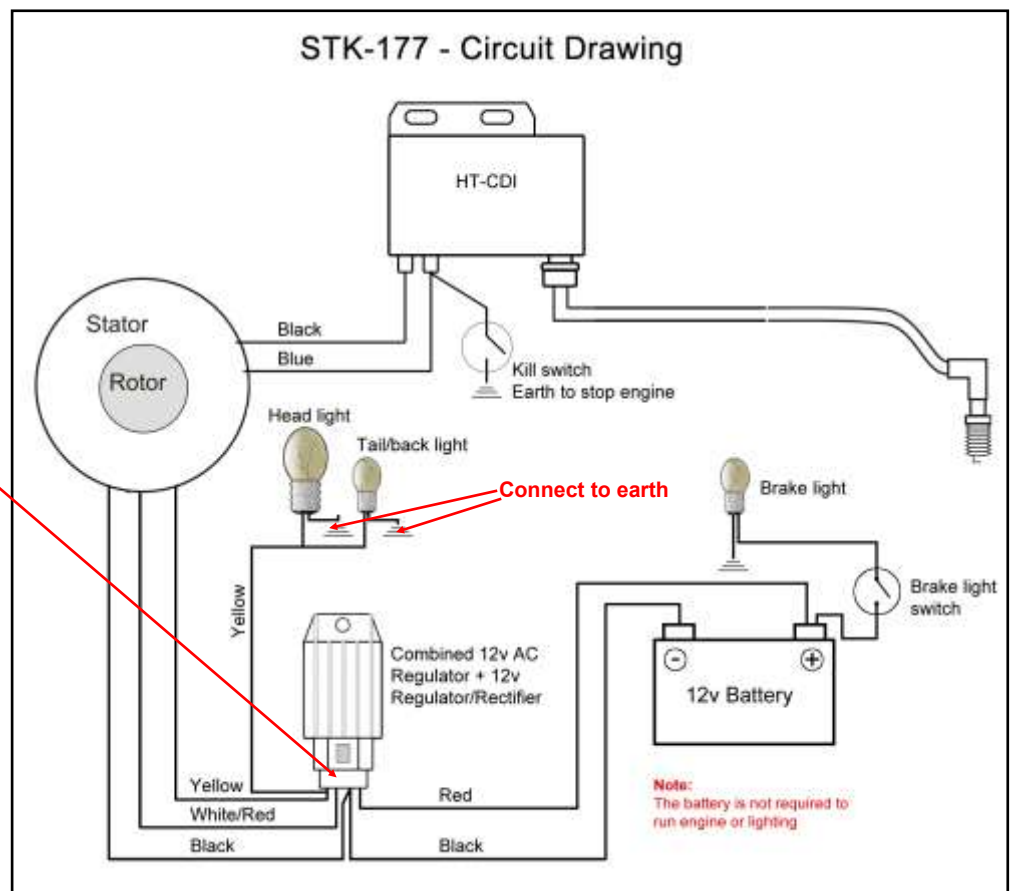 STK-177 - Circuit Drawing
HT-CDI
Stator
Rotor
Black
Blue
Kill switch
Earth to stop engine
Head light
Tail/back light
Connect to earth
Brake light
Brake light
switch
Yellow
Combined 12v AC
Regulator + 12v
Regulator/Rectifier
- +
12v Battery
Yellow
White/Red
Black
Red
Black
Note:
The battery is not required to
run engine or lighting